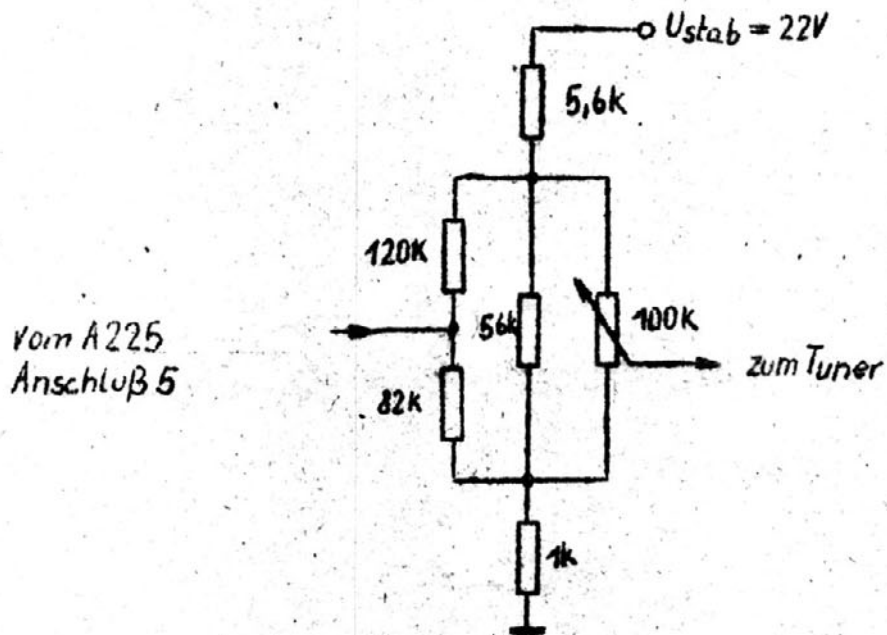 Ustab = 22V
5,6k
120K
56k
100K
vom A225
Anschluß 5
82K
zum Tuner
1k